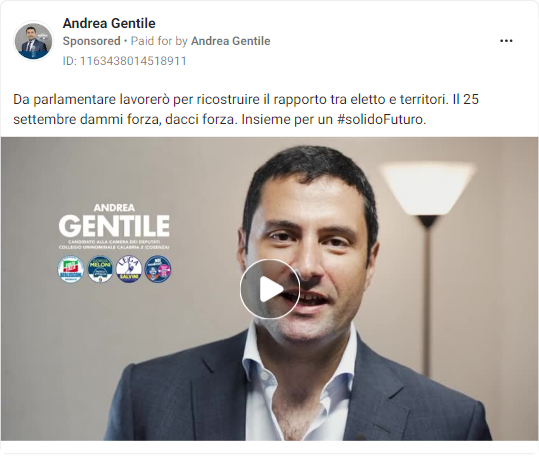 Andrea Gentile
Sponsored • Paid for by Andrea Gentile
ID: 1163438014518911
Da parlamentare lavorerò per ricostruire il rapporto tra eletto e territori. Il 25
settembre dammi forza, dacci forza. Insieme per un #solidoFuturo.
ANDREA
GENTILE
CANDIDATO ALLA CAMERA DEI DEPUTATI
COLLEGIO UNINOMINALE CALABRIA 2 (COSENZA)
MELONI
LEGA
SALVINI